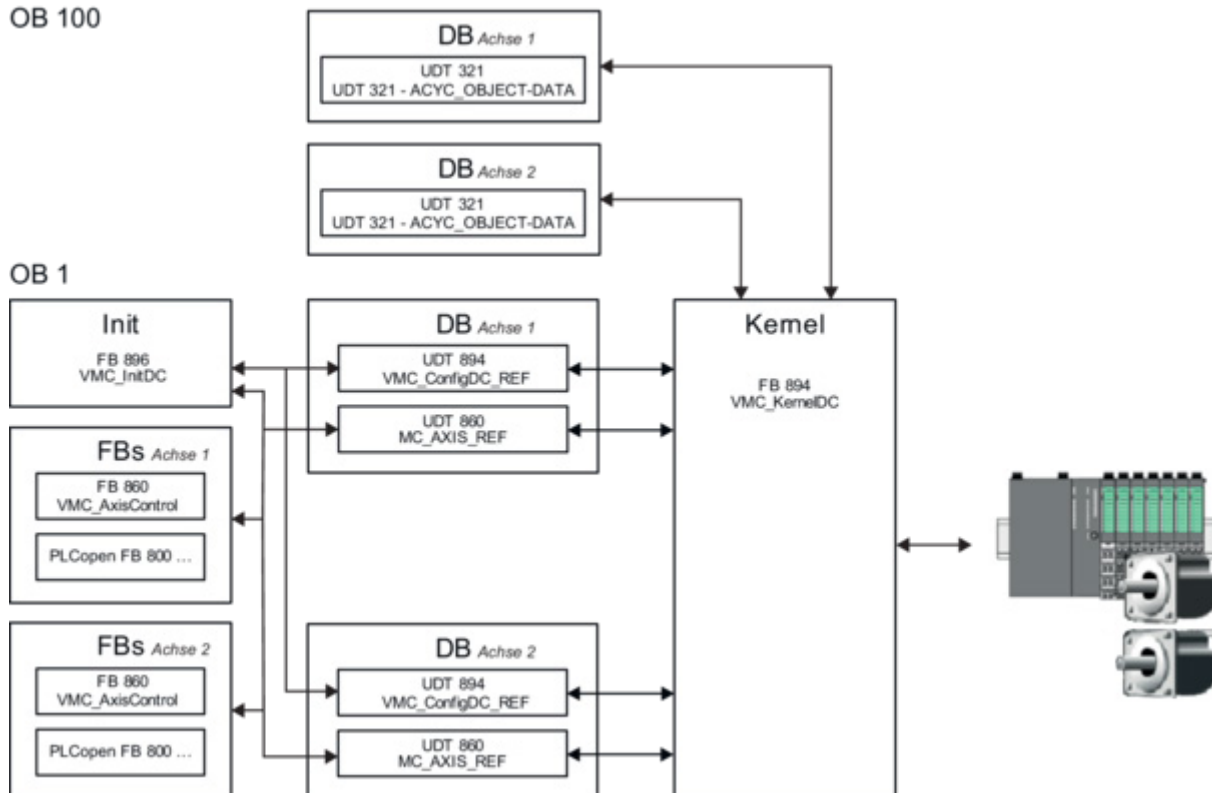 OB 100
DB Achse 1
UDT 321
UDT 321 - ACYC_OBJECT-DATA
DB Achse 2
UDT 321
UDT 321 - ACYC_OBJECT-DATA
OB 1
Init
FB 896
VMC_InitDC
FBs Achse 1
FB 860
VMC_AxisControl
PLCopen FB 800 ...
FBs Achse 2
FB 860
VMC_AxisControl
PLCopen FB 800 ...
DB Achse 1
UDT 894
VMC_ConfigDC_REF
UDT 860
MC_AXIS_REF
DB Achse 2
UDT 894
VMC_ConfigDC_REF
UDT 860
MC_AXIS_REF
Kernel
FB 894
VMC_KernelDC